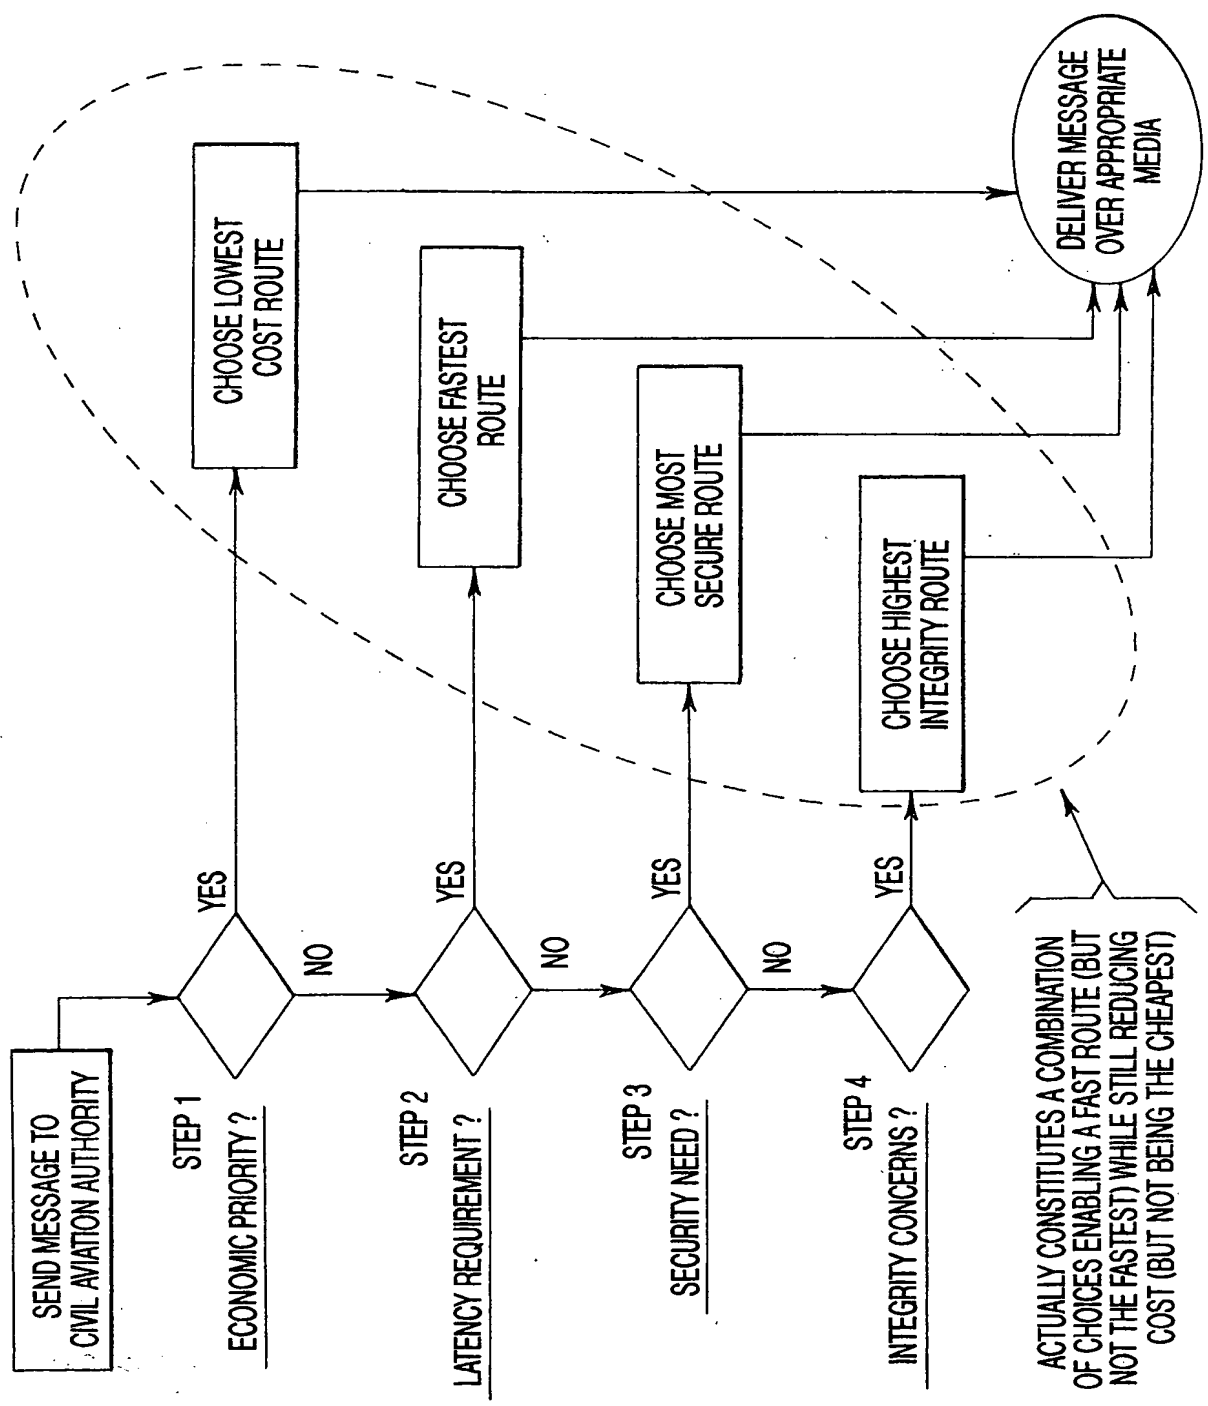 SEND MESSAGE TO
CIVIL AVIATION AUTHORITY
STEP 1
ECONOMIC PRIORITY ?
YES
NO
CHOOSE LOWEST
COST ROUTE
STEP 2
LATENCY REQUIREMENT ?
YES
NO
CHOOSE FASTEST
ROUTE
STEP 3
SECURITY NEED ?
YES
NO
CHOOSE MOST
SECURE ROUTE
STEP 4
INTEGRITY CONCERNS ?
YES
CHOOSE HIGHEST
INTEGRITY ROUTE
DELIVER MESSAGE
OVER APPROPRIATE
MEDIA
ACTUALLY CONSTITUTES A COMBINATION
OF CHOICES ENABLING A FAST ROUTE (BUT
NOT THE FASTEST) WHILE STILL REDUCING
COST (BUT NOT BEING THE CHEAPEST)